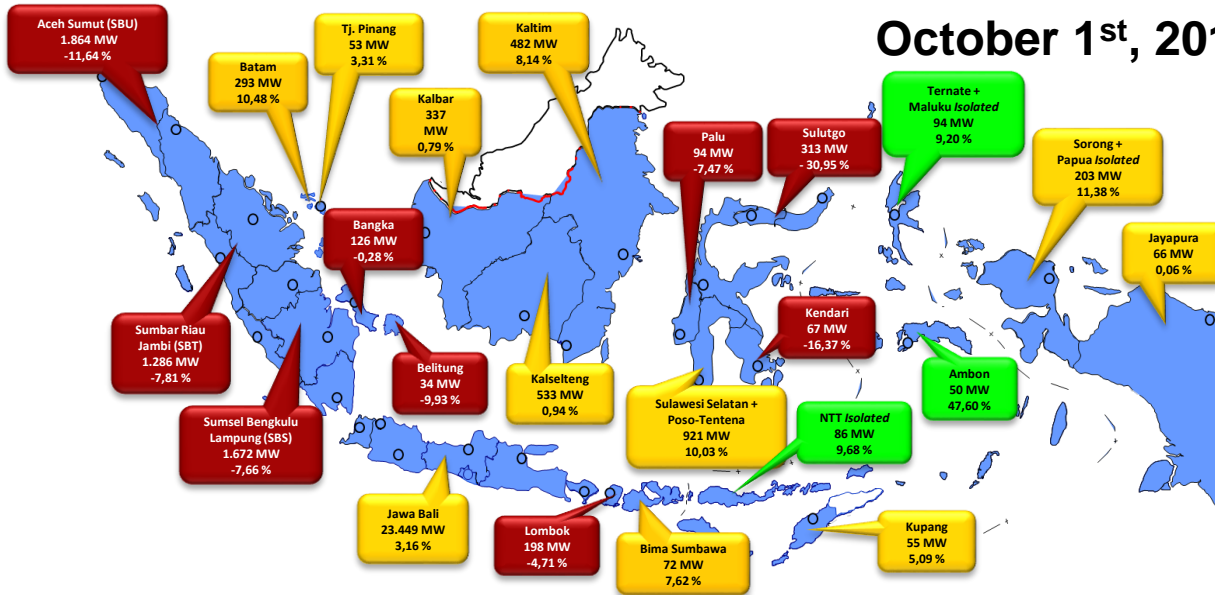 October 1st, 201
Aceh Sumut (SBU)
1.864 MW
-11,64 %
Batam
293 MW
10,48 %
Tj. Pinang
53 MW
3,31 %
Kalbar
337
MW
0,79 %
Kaltim
482 MW
8,14 %
Palu
94 MW
-7,47 %
Sulutgo
313 MW
- 30,95 %
Ternate +
Maluku Isolated
94 MW
9,20 %
Sorong +
Papua Isolated
203 MW
11,38 %
Jayapura
66 MW
0,06 %
Bangka
126 MW
-0,28 %
Sumbar Riau
Jambi (SBT)
1.286 MW
-7,81 %
Sumsel Bengkulu
Lampung (SBS)
1.672 MW
-7,66 %
Belitung
34 MW
-9,93 %
Kalselteng
533 MW
0,94 %
Kendari
67 MW
-16,37 %
Ambon
50 MW
47,60 %
Sulawesi Selatan +
Poso-Tentena
921 MW
10,03 %
NTT Isolated
86 MW
9,68 %
Jawa Bali
23.449 MW
3,16 %
Lombok
198 MW
-4,71 %
Bima Sumbawa
72 MW
7,62 %
Kupang
55 MW
5,09 %